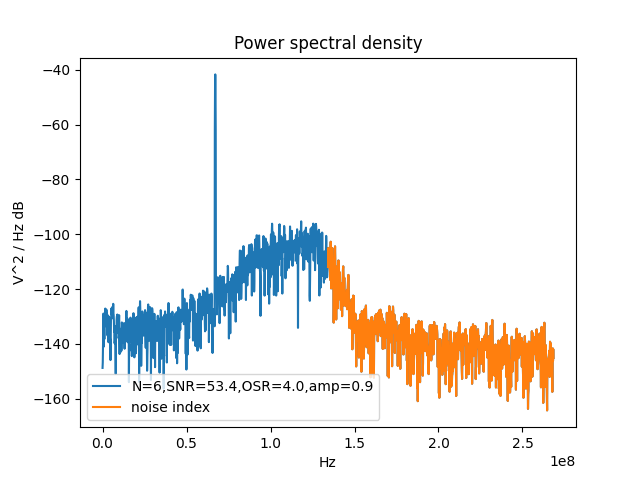 Power spectral density
V^2 / Hz dB
−40
−60
−80
−100
−120
−140
−160
N=6,SNR=53.4,OSR=4.0,amp=0.9
noise index
0.0 0.5 1.0 1.5 2.0 2.5
1e8
Hz